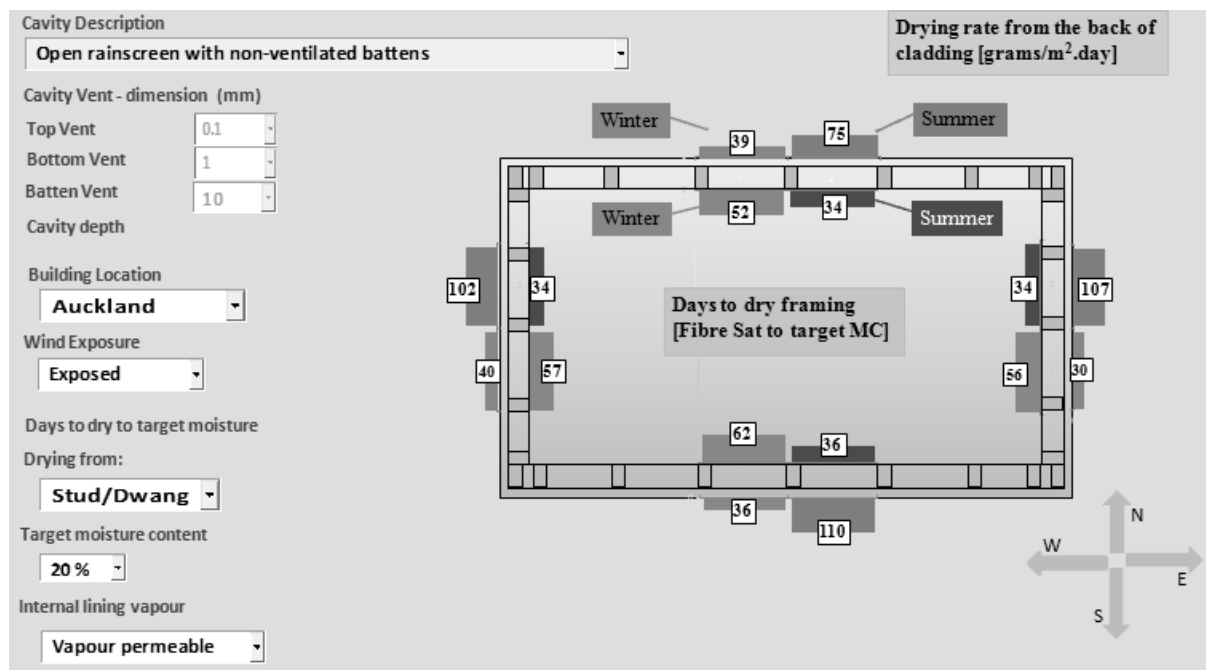 Cavity Description
Open rainscreen with non-ventilated battens
Drying rate from the back of
cladding [grams/m².day]
Cavity Vent - dimension (mm)
Top Vent
0.1
Bottom Vent
1
Batten Vent
10
Cavity depth
Winter
39
75
Summer
Winter
52
34
Summer
Building Location
Auckland
102
34
34
107
Days to dry framing
[Fibre Sat to target MC]
Wind Exposure
Exposed
40
57
56
30
Days to dry to target moisture
Drying from:
Stud/Dwang
62
36
36
110
Target moisture content
20 %
Internal lining vapour
Vapour permeable
N
W
E
S